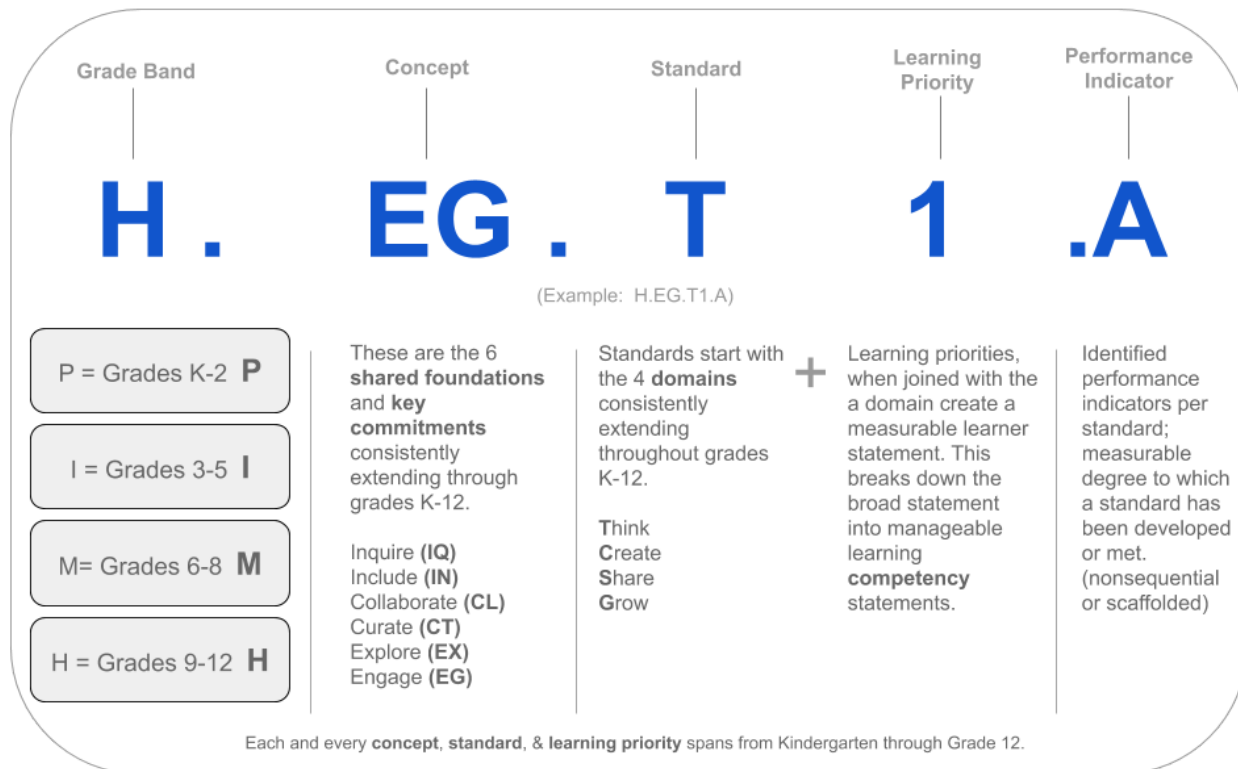 Grade Band
Concept
Standard
Learning
Priority
Performance
Indicator
H . EG . T 1 .A
(Example: H.EG.T1.A)
P = Grades K-2 P
I = Grades 3-5 I
M= Grades 6-8 M
H = Grades 9-12 H
These are the 6
shared foundations
and key
commitments
consistently
extending through
grades K-12.
Inquire (IQ)
Include (IN)
Collaborate (CL)
Curate (CT)
Explore (EX)
Engage (EG)
Standards start with
the 4 domains
consistently
extending
throughout grades
K-12.
Think
Create
Share
Grow
+
Learning priorities,
when joined with the
a domain create a
measurable learner
statement. This
breaks down the
broad statement
into manageable
learning
competency
statements.
Identified
performance
indicators per
standard;
measurable
degree to which
a standard has
been developed
or met.
(nonsequential
or scaffolded)
Each and every concept, standard, & learning priority spans from Kindergarten through Grade 12.